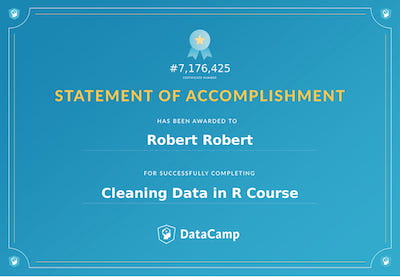 #7,176,425
CERTIFICATE NUMBER
STATEMENT OF ACCOMPLISHMENT
HAS BEEN AWARDED TO
Robert Robert
FOR SUCCESSFULLY COMPLETING
Cleaning Data in R Course
DataCamp